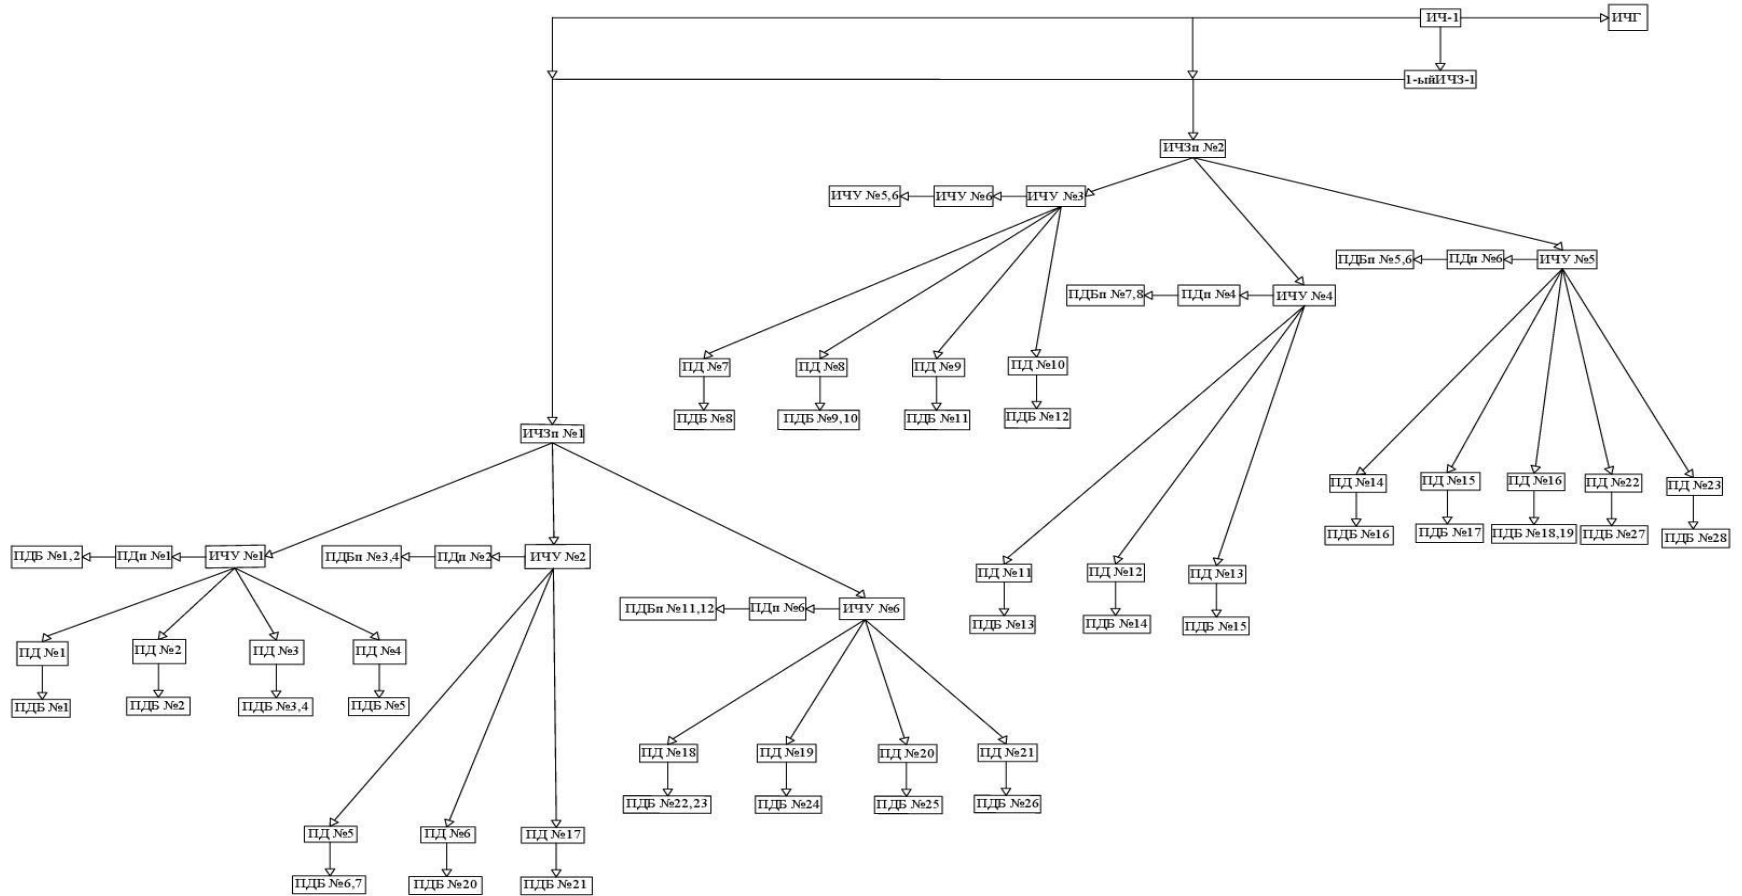 ИЧ-1
ИЧГ
1-ыйИЧЗ-1
ИЧЗп №2
ИЧУ №5,6
ИЧУ №6
ИЧУ №3
ПДБп №5,6
ПДп №6
ИЧУ №5
ПДБп №7,8
ПДп №4
ИЧУ №4
ПД №7
ПД №8
ПД №9
ПД №10
ПДБ №8
ПДБ №9,10
ПДБ №11
ПДБ №12
ИЧЗп №1
ПД №14
ПД №15
ПД №16
ПД №22
ПД №23
ПДБ №16
ПДБ №17
ПДБ №18,19
ПДБ №27
ПДБ №28
ПДБ №1,2
ПДп №1
ИЧУ №1
ПДБп №3,4
ПДп №2
ИЧУ №2
ПД №11
ПД №12
ПД №13
ПДБп №11,12
ПДп №6
ИЧУ №6
ПДБ №13
ПДБ №14
ПДБ №15
ПД №1
ПД №2
ПД №3
ПД №4
ПДБ №1
ПДБ №2
ПДБ №3,4
ПДБ №5
ПД №18
ПД №19
ПД №20
ПД №21
ПДБ №22,23
ПДБ №24
ПДБ №25
ПДБ №26
ПД №5
ПД №6
ПД №17
ПДБ №6,7
ПДБ №20
ПДБ №21